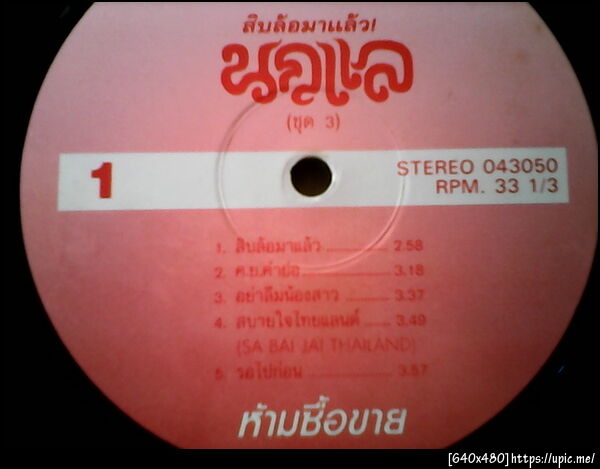 สิบล้อมาแล้ว!
นกแล
(ชุด 3)
1
STEREO 043050
RPM. 33 1/3
1. สิบล้อมาแล้ว 2.58
2. ค.ย.คำย่อ 3.18
3. อย่าลืมน้องสาว 3.37
4. สบายใจไทยแลนด์ 3.49
(SA BAI JAI THAILAND)
5. รอไปก่อน 3.57
ห้ามซื้อขาย
[640x480]https://upic.me/